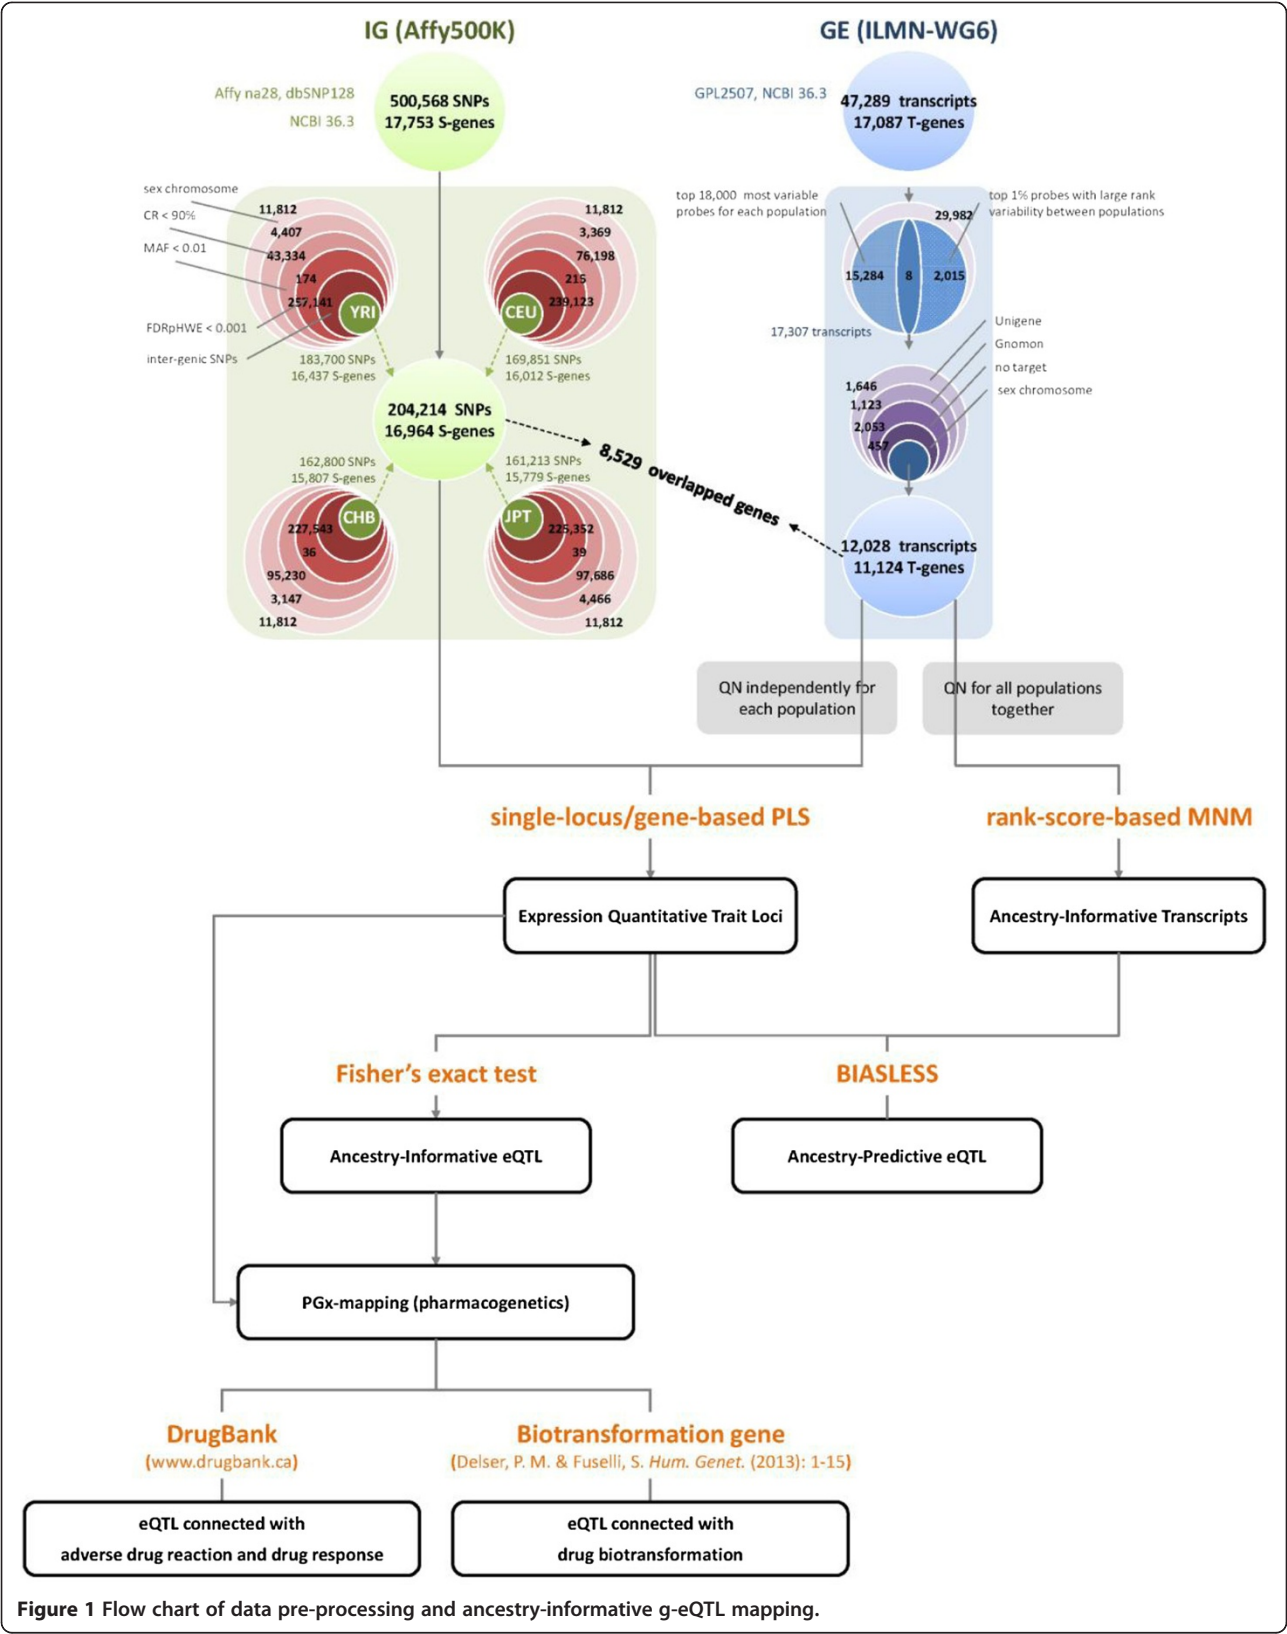 IG (Affy500K)
GE (ILMN-WG6)
Affy na28, dbSNP128
NCBI 36.3
500,568 SNPs
17,753 S-genes
GPL2507, NCBI 36.3
47,289 transcripts
17,087 T-genes
sex chromosome
CR < 90%
MAF < 0.01
FDRpHWE < 0.001
inter-genic SNPs
11,812
4,407
43,334
174
257,141
YRI
183,700 SNPs
16,437 S-genes
11,812
3,369
76,198
215
239,123
CEU
169,851 SNPs
16,012 S-genes
204,214 SNPs
16,964 S-genes
162,800 SNPs
15,807 S-genes
CHB
227,543
36
95,230
3,147
11,812
161,213 SNPs
15,779 S-genes
JPT
225,352
39
97,686
4,466
11,812
8,529 overlapped genes
top 18,000 most variable
probes for each population
top 1% probes with large rank
variability between populations
29,982
15,284
8
2,015
17,307 transcripts
Unigene
Gnomon
no target
sex chromosome
1,646
1,123
2,053
457
12,028 transcripts
11,124 T-genes
QN independently for
each population
QN for all populations
together
single-locus/gene-based PLS
rank-score-based MNM
Expression Quantitative Trait Loci
Ancestry-Informative Transcripts
Fisher's exact test
BIASLESS
Ancestry-Informative eQTL
Ancestry-Predictive eQTL
PGx-mapping (pharmacogenetics)
DrugBank
(www.drugbank.ca)
Biotransformation gene
(Delser, P. M. & Fuselli, S. Hum. Genet. (2013): 1-15)
eQTL connected with
adverse drug reaction and drug response
eQTL connected with
drug biotransformation
Figure 1 Flow chart of data pre-processing and ancestry-informative g-eQTL mapping.